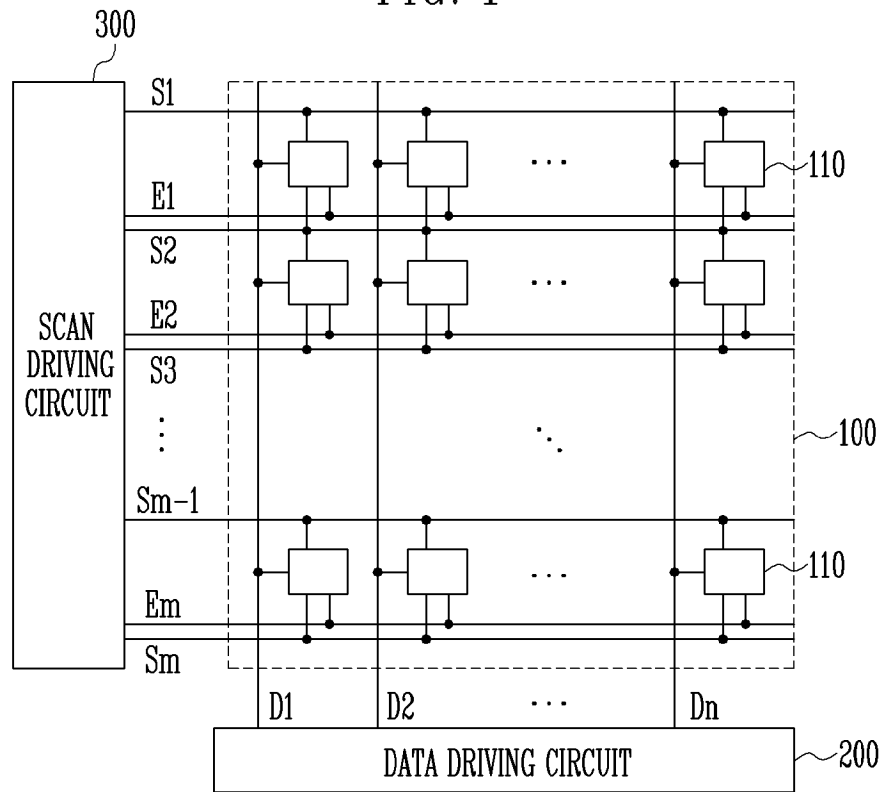 FIG. 1
300
S1
110
E1
S2
E2
S3
SCAN
DRIVING
CIRCUIT
100
Sm-1
110
Em
Sm
D1 D2 ... Dn
DATA DRIVING CIRCUIT
200